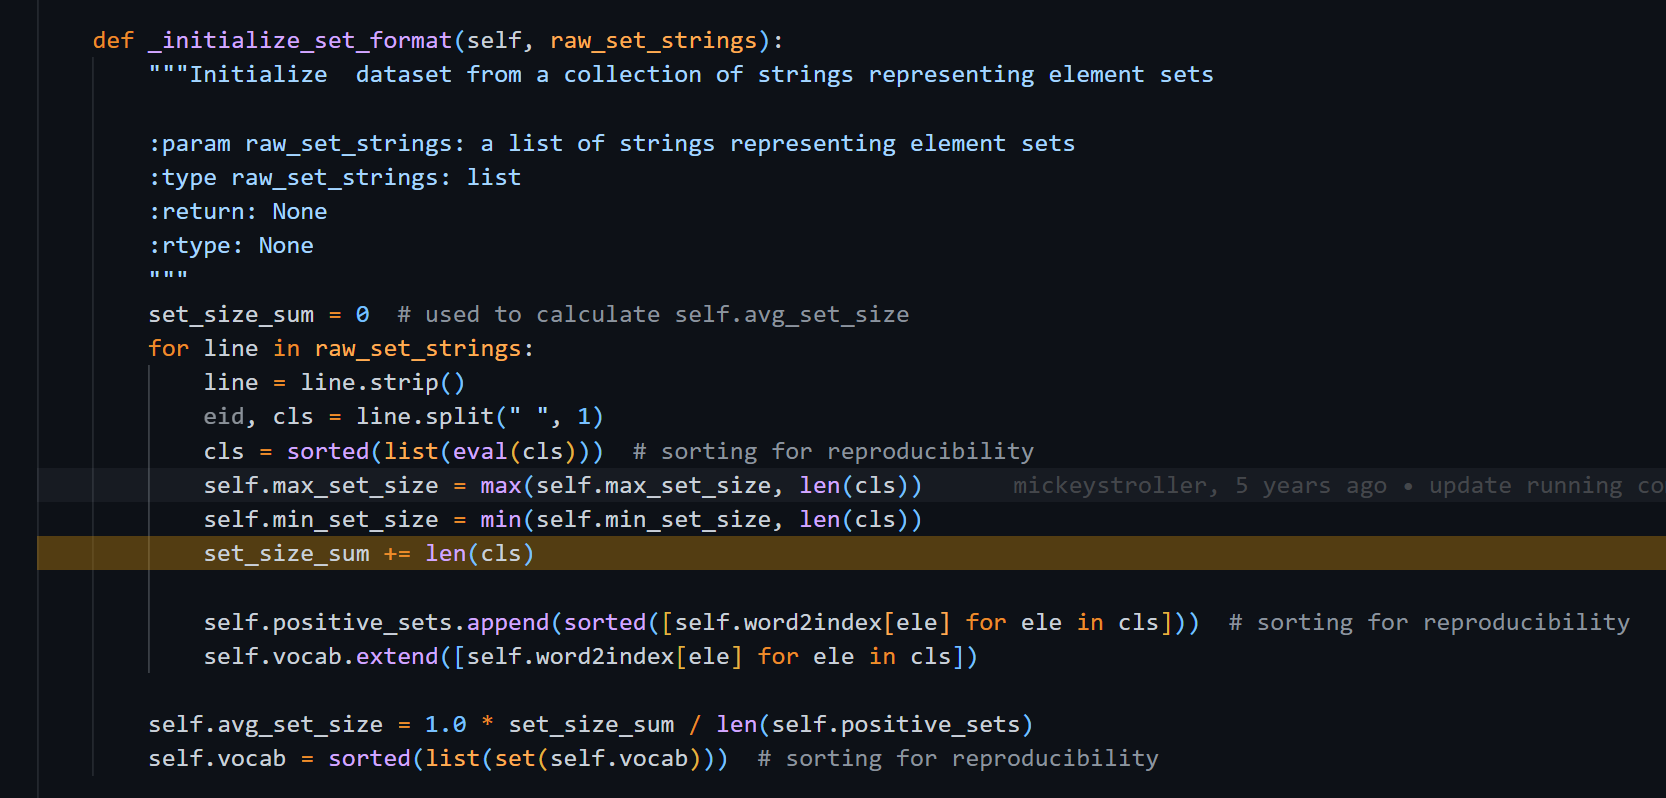 def _initialize_set_format(self, raw_set_strings):
"""Initialize  dataset from a collection of strings representing element sets
:param raw_set_strings: a list of strings representing element sets
:type raw_set_strings: list
:return: None
:rtype: None
"""
set_size_sum = 0  # used to calculate self.avg_set_size
for line in raw_set_strings:
line = line.strip()
eid, cls = line.split(" ", 1)
cls = sorted(list(eval(cls)))  # sorting for reproducibility
self.max_set_size = max(self.max_set_size, len(cls))      mickeystroller, 5 years ago • update running co
self.min_set_size = min(self.min_set_size, len(cls))
set_size_sum += len(cls)
self.positive_sets.append(sorted([self.word2index[ele] for ele in cls]))  # sorting for reproducibility
self.vocab.extend([self.word2index[ele] for ele in cls])
self.avg_set_size = 1.0 * set_size_sum / len(self.positive_sets)
self.vocab = sorted(list(set(self.vocab)))  # sorting for reproducibility